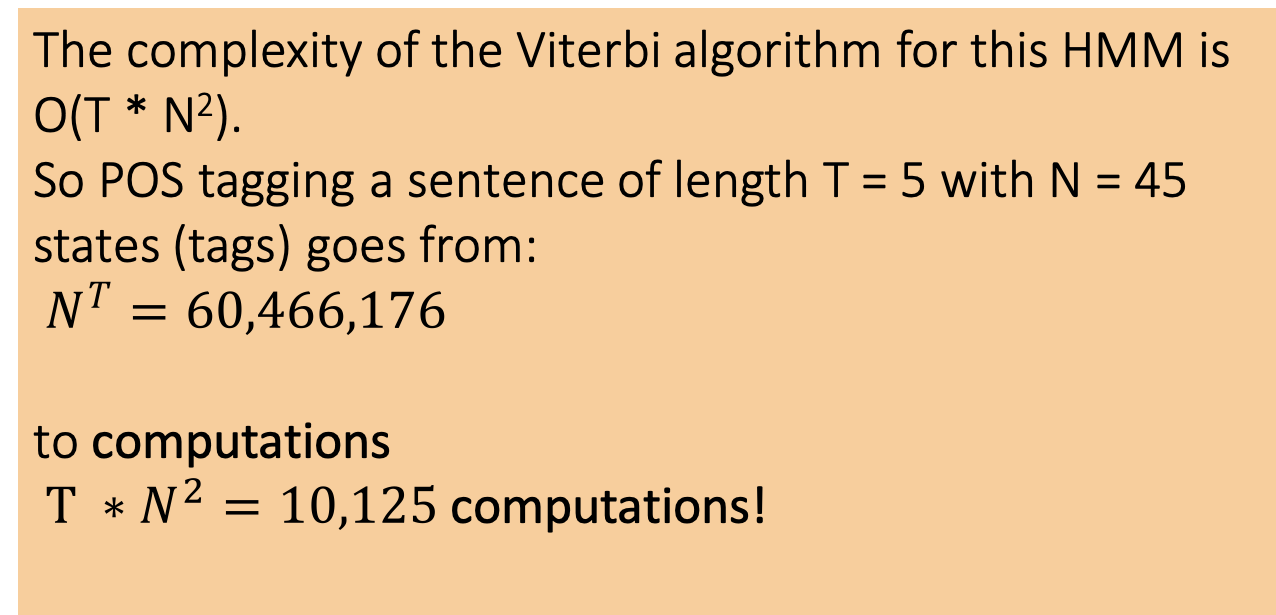 The complexity of the Viterbi algorithm for this HMM is
O(T * N²).
So POS tagging a sentence of length T = 5 with N = 45
states (tags) goes from:
N^T = 60,466,176
to computations
T * N² = 10,125 computations!